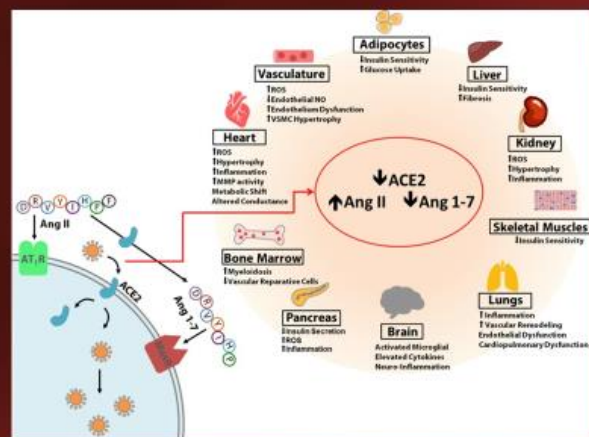 Adipocytes
↓Insulin Sensitivity
↑Glucose Uptake
Liver
↓Insulin Sensitivity
↑Fibrosis
Vasculature
↑ROS
↓Endothelial NO
↑Endothelium Dysfunction
↑VSMC Hypertrophy
Kidney
↑ROS
↑Hypertrophy
↑Inflammation
Heart
↑ROS
↑Hypertrophy
↑Inflammation
↑MMP activity
Metabolic Shift
Altered Conductance
↓ACE2
↑Ang II ↓Ang 1-7
Skeletal Muscles
↓Insulin Sensitivity
Bone Marrow
↑Myeloidosis
↓Vascular Reparative Cells
Lungs
↑Inflammation
↑Vascular Remodeling
Endothelial Dysfunction
Cardiopulmonary Dysfunction
Pancreas
↓Insulin Secretion
↑ROS
↑Inflammation
Brain
Activated Microglial
Elevated Cytokines
Neuro-Inflammation
D R V Y I H
Ang II
AT₁R
ACE2
Ang 1-7
D R V Y I H P